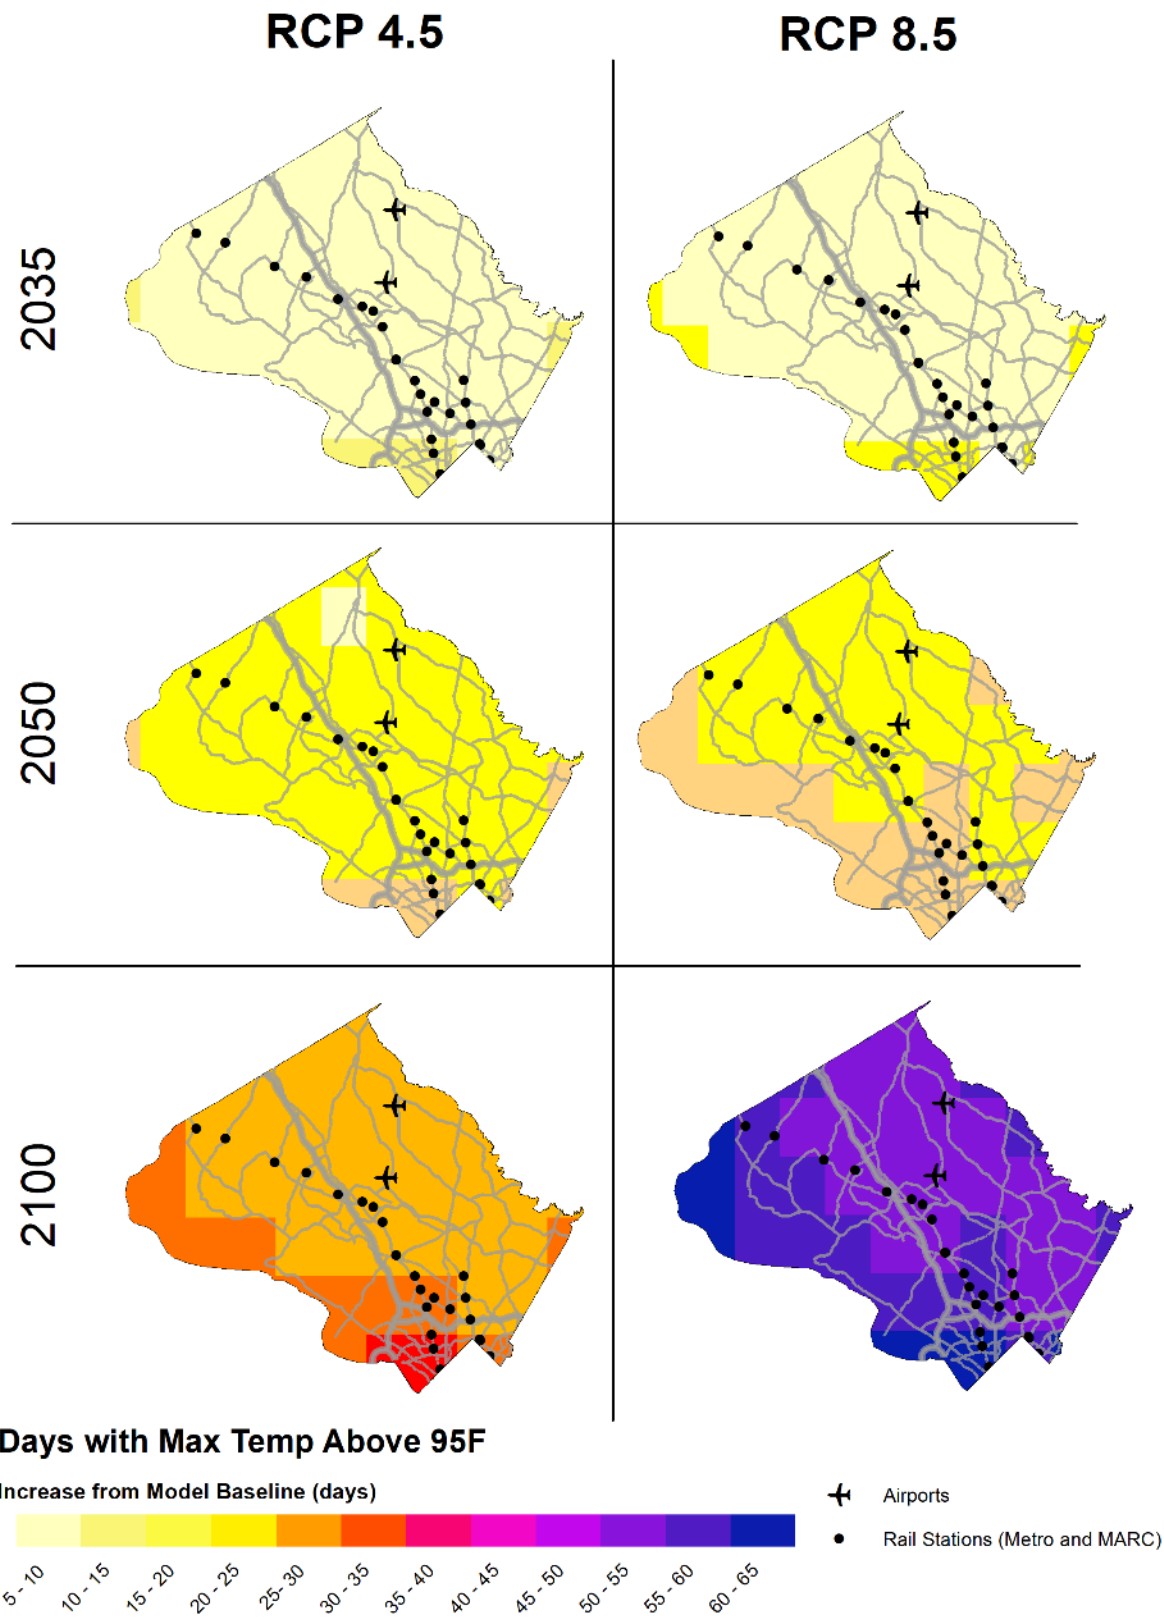 RCP 4.5
RCP 8.5
2035
2050
2100
Days with Max Temp Above 95F
Increase from Model Baseline (days)
5 - 10
10 - 15
15 - 20
20 - 25
25- 30
30 - 35
35 - 40
40 - 45
45 - 50
50 - 55
55 - 60
60 - 65
Airports
Rail Stations (Metro and MARC)